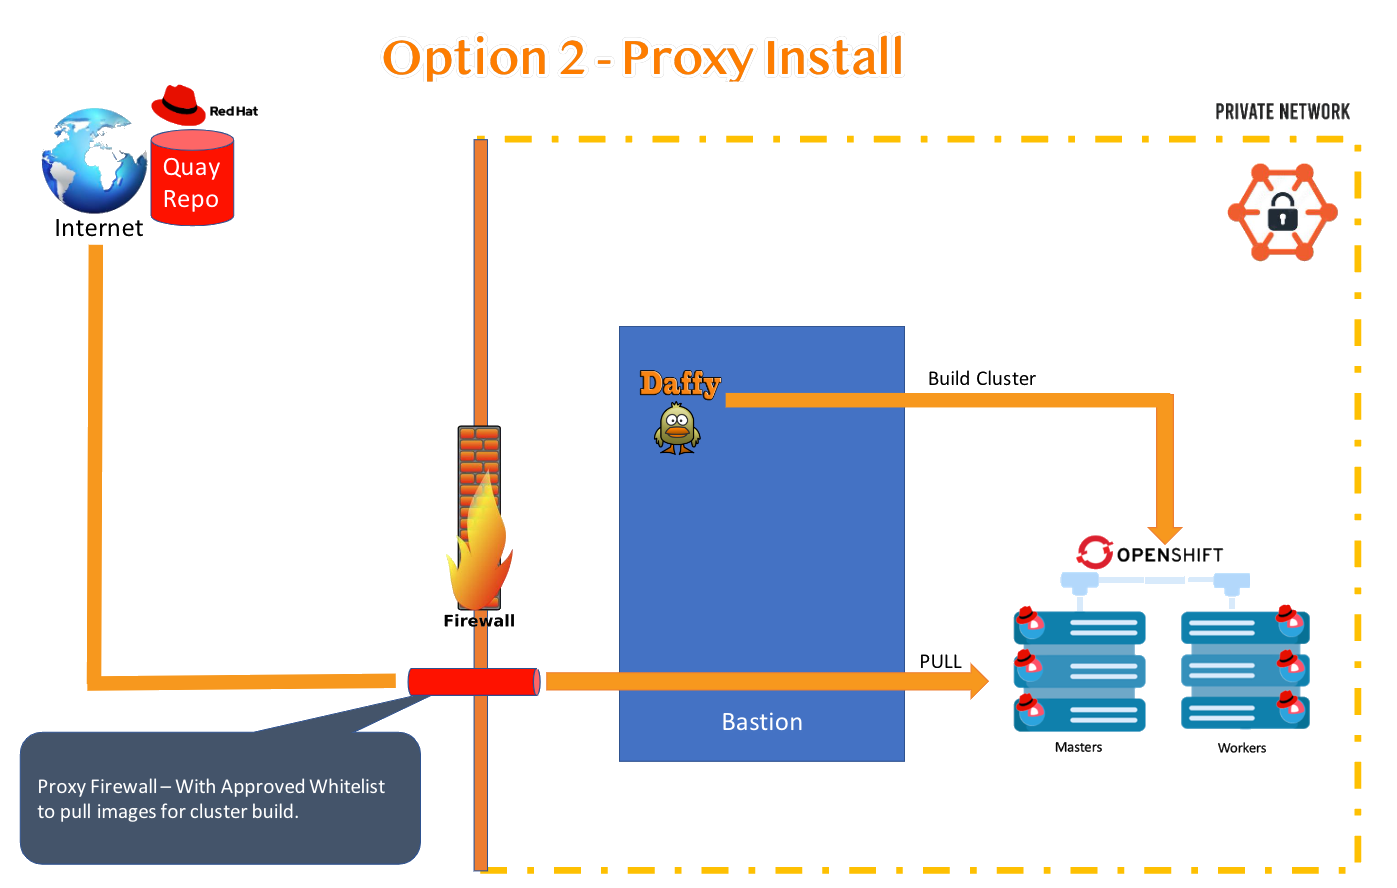 Option 2 - Proxy Install
PRIVATE NETWORK
Red Hat
Quay
Repo
Internet
Daffy
Build Cluster
OPENSHIFT
Firewall
PULL
Bastion
Masters
Workers
Proxy Firewall – With Approved Whitelist
to pull images for cluster build.